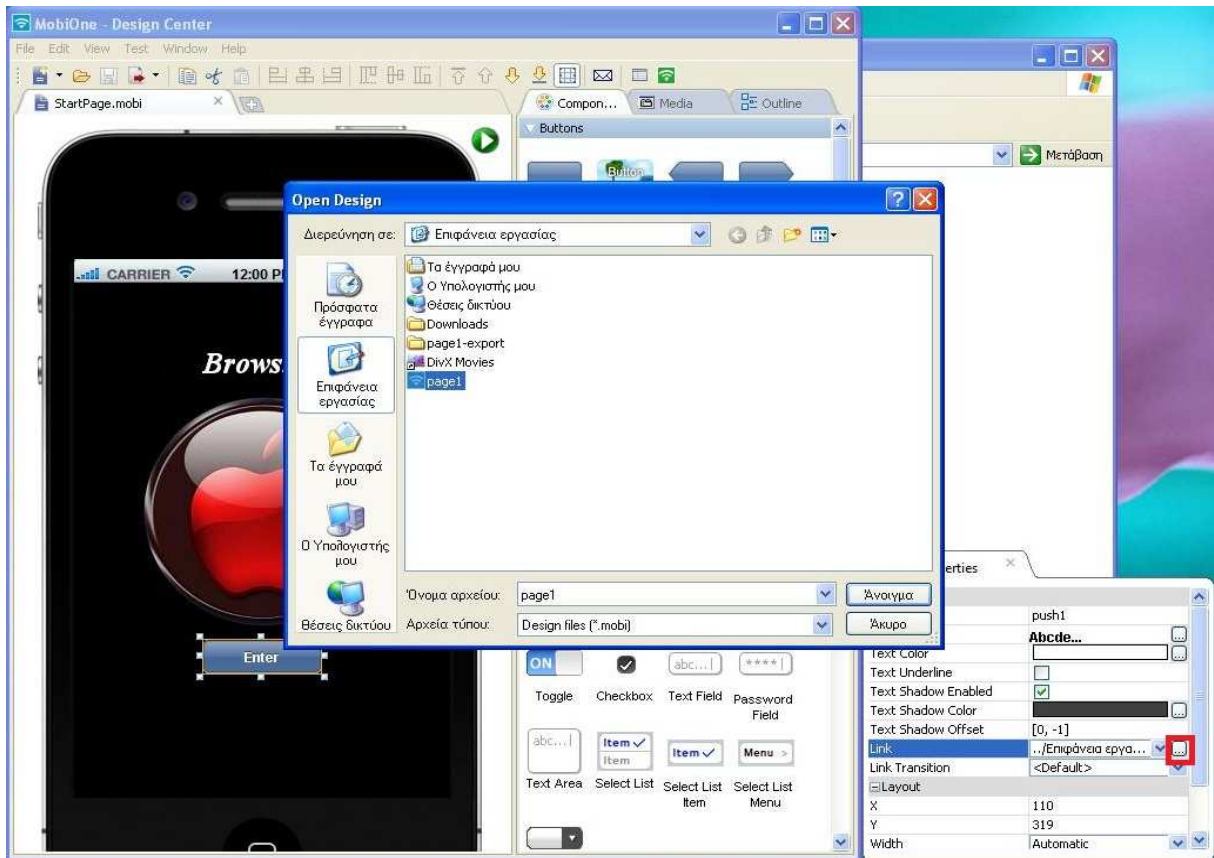 MobiOne - Design Center
File Edit View Test Window Help
StartPage.mobi
Compon... Media Outline
Buttons
Button
Μετάβαση
Open Design
Διερεύνηση σε: Επιφάνεια εργασίας
Πρόσφατα έγγραφα
Επιφάνεια εργασίας
Τα έγγραφά μου
Ο Υπολογιστής μου
Θέσεις δικτύου
Τα έγγραφά μου
Ο Υπολογιστής μου
Θέσεις δικτύου
Downloads
page1-export
DivX Movies
page1
Όνομα αρχείου: page1 Άνοιγμα
Αρχεία τύπου: Design files (*.mobi) Άκυρο
CARRIER 12:00 P
Brows
Enter
ON abc... ****
Toggle Checkbox Text Field Password Field
abc... Item Item Item Menu >
Text Area Select List Select List Item Select List Menu
erties
push1
Abcde...
Text Color
Text Underline
Text Shadow Enabled
Text Shadow Color
Text Shadow Offset [0, -1]
Link ../Επιφάνεια εργα...
Link Transition <Default>
Layout
X 110
Y 319
Width Automatic